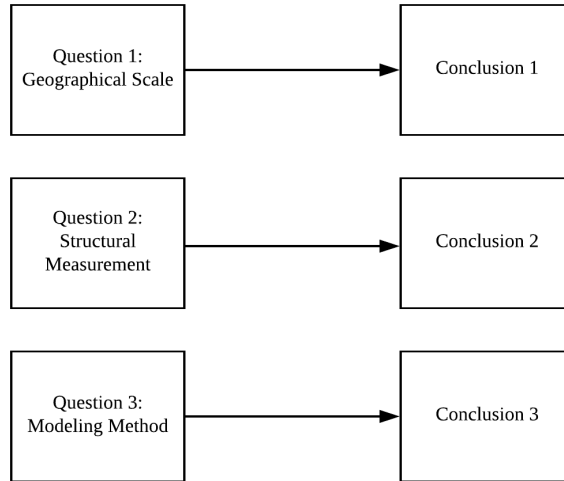 Question 1:
Geographical Scale
Conclusion 1
Question 2:
Structural
Measurement
Conclusion 2
Question 3:
Modeling Method
Conclusion 3